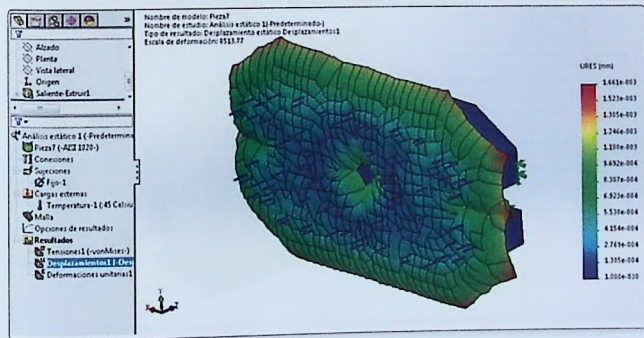 Alzado
Planta
Vista lateral
Origen
Saliente-Extruir1
Análisis estático 1 (-Predetermina
Pieza7 (-AISI 1020-)
Conexiones
Sujeciones
Fijo-1
Cargas externas
Temperatura-1 (:45 Celsiu
Malla
Opciones de resultados
Resultados
Tensiones1 (-vonMises-)
Desplazamientos1 (-Des
Deformaciones unitarias1
Nombre de modelo: Pieza7
Nombre de estudio: Análisis estático 1(-Predeterminado-)
Tipo de resultado: Desplazamiento estático Desplazamientos1
Escala de deformación: 8513.77
URES (mm)
1.661e-003
1.523e-003
1.385e-003
1.246e-003
1.108e-003
9.692e-004
8.307e-004
6.923e-004
5.538e-004
4.154e-004
2.769e-004
1.385e-004
1.000e-030
Y
X
Z